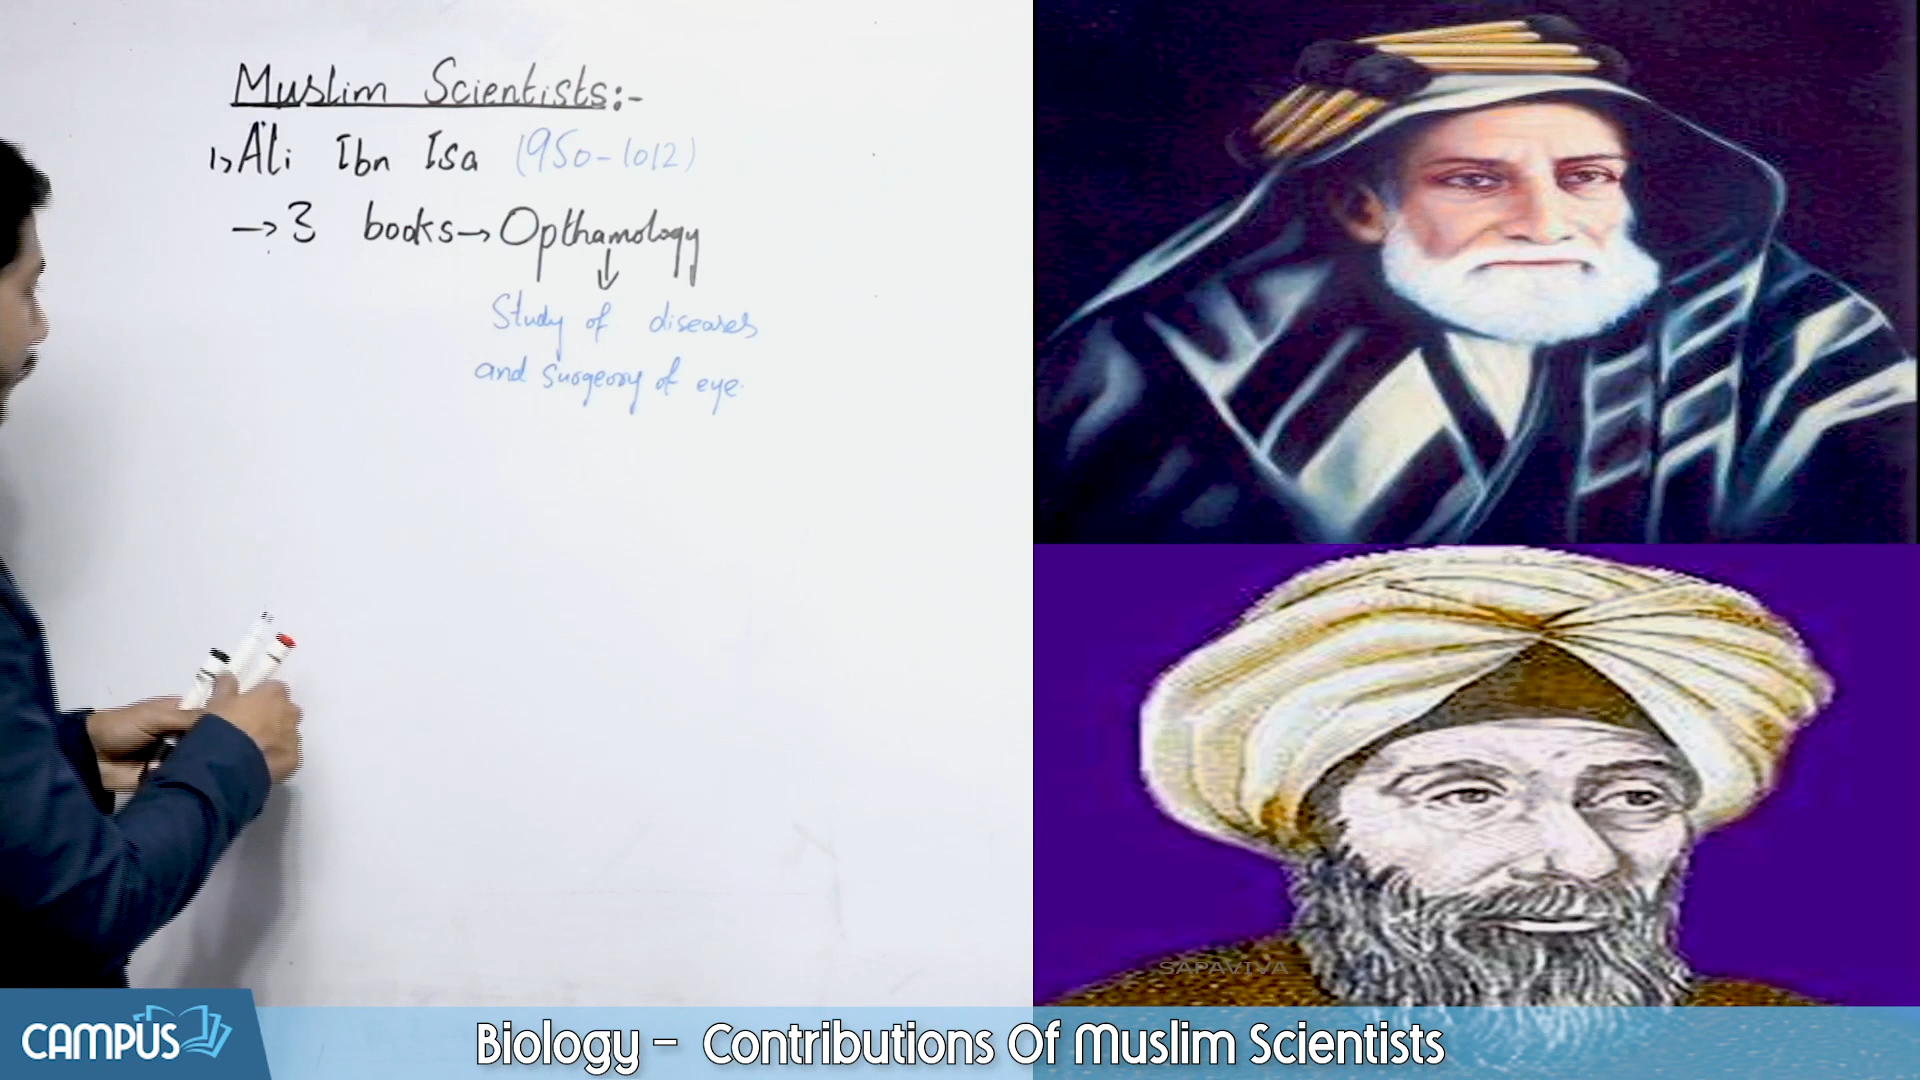 Muslim Scientists:-
1, Ali Ibn Isa (950-1012)
→ 3 books → Opthamology
↓
Study of diseases
and surgery of eye.
SAPAVIVA
CAMPUS
Biology - Contributions Of Muslim Scientists